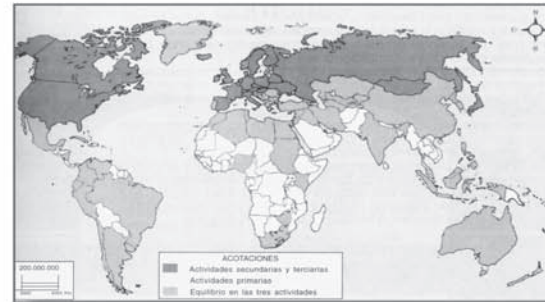 200.000.000
ACOTACIONES
Actividades secundarias y terciarias
Actividades primarias
Equilibrio en las tres actividades